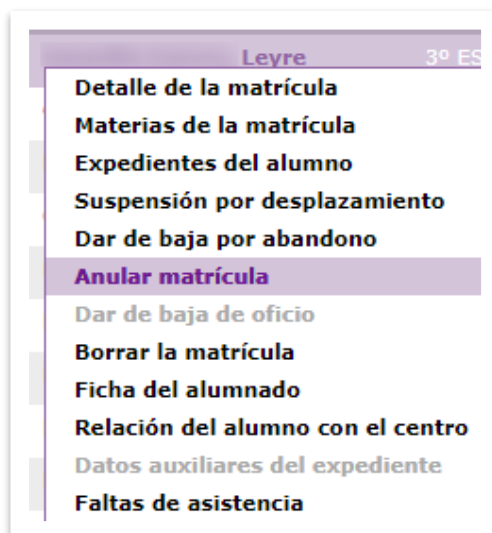 Leyre 3º ES
Detalle de la matrícula
Materias de la matrícula
Expedientes del alumno
Suspensión por desplazamiento
Dar de baja por abandono
Anular matrícula
Dar de baja de oficio
Borrar la matrícula
Ficha del alumnado
Relación del alumno con el centro
Datos auxiliares del expediente
Faltas de asistencia